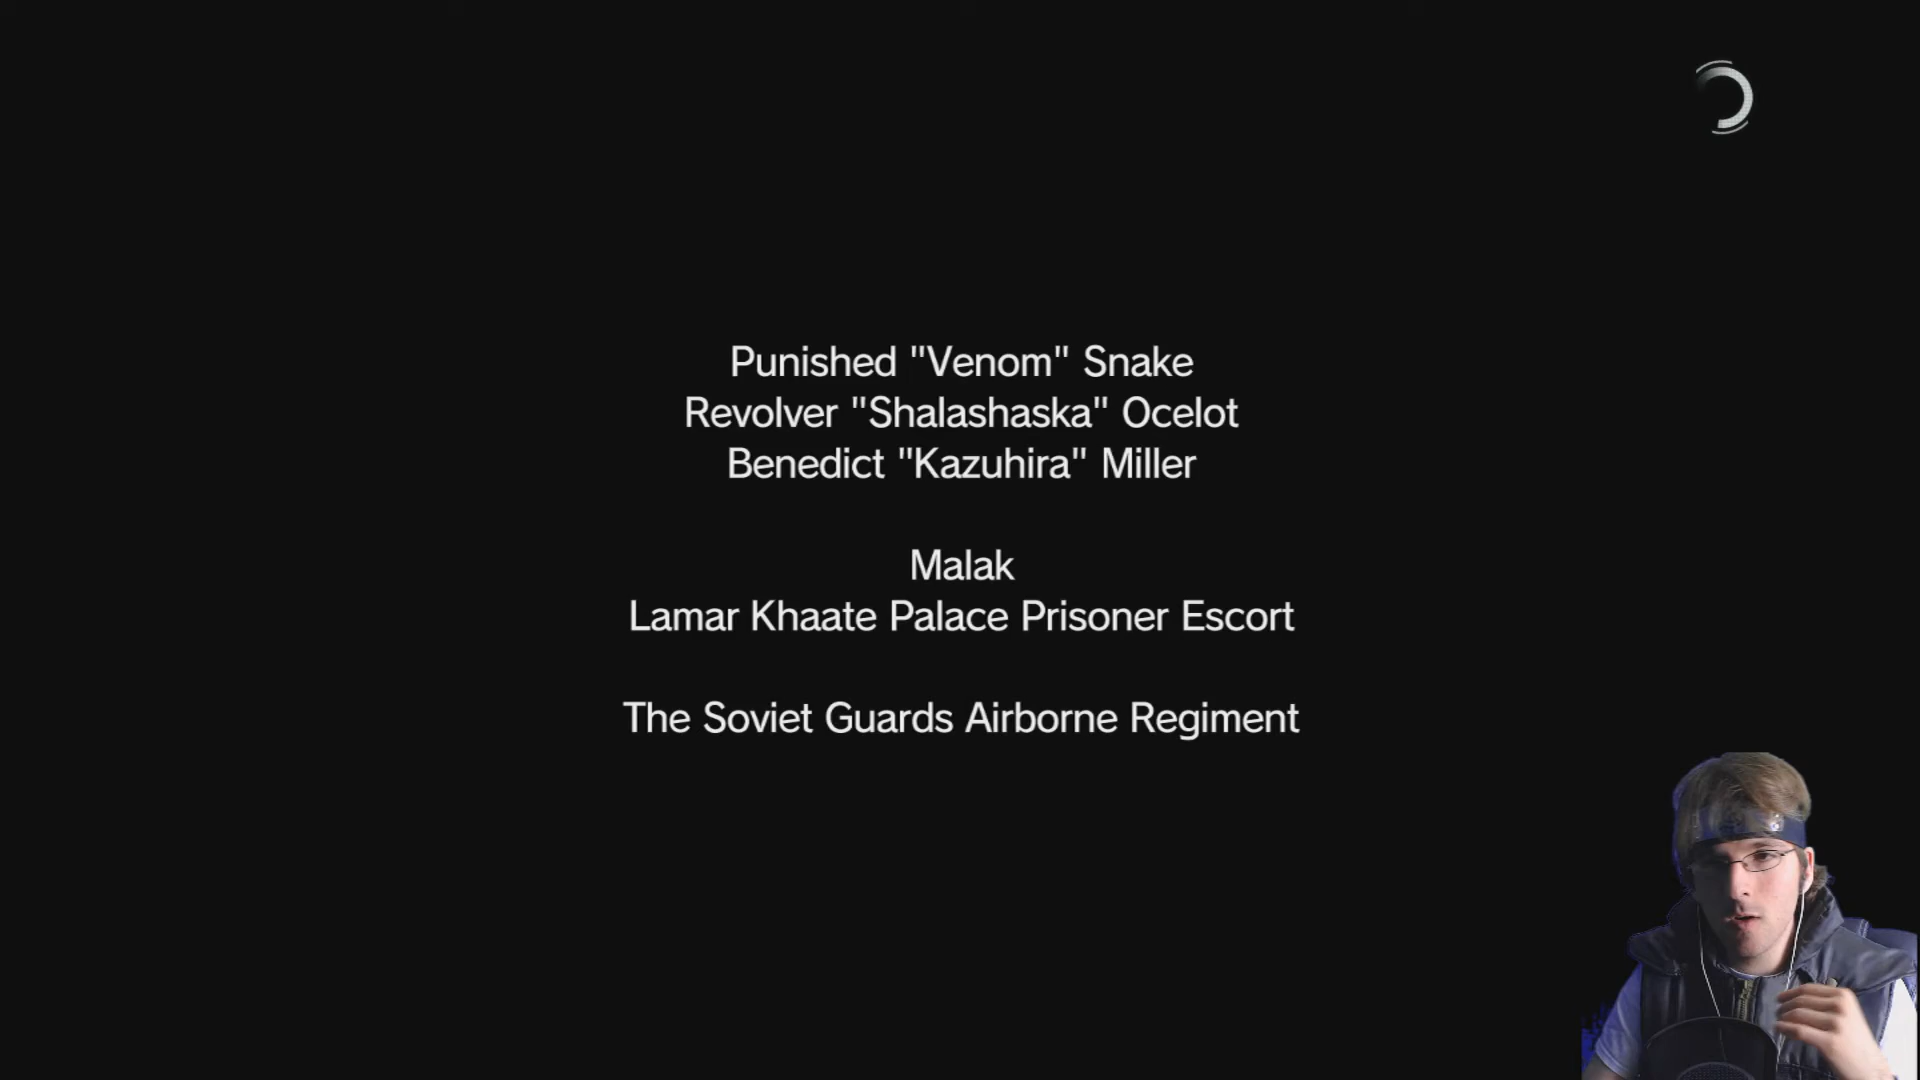 Punished "Venom" Snake
Revolver "Shalashaska" Ocelot
Benedict "Kazuhira" Miller
Malak
Lamar Khaate Palace Prisoner Escort
The Soviet Guards Airborne Regiment